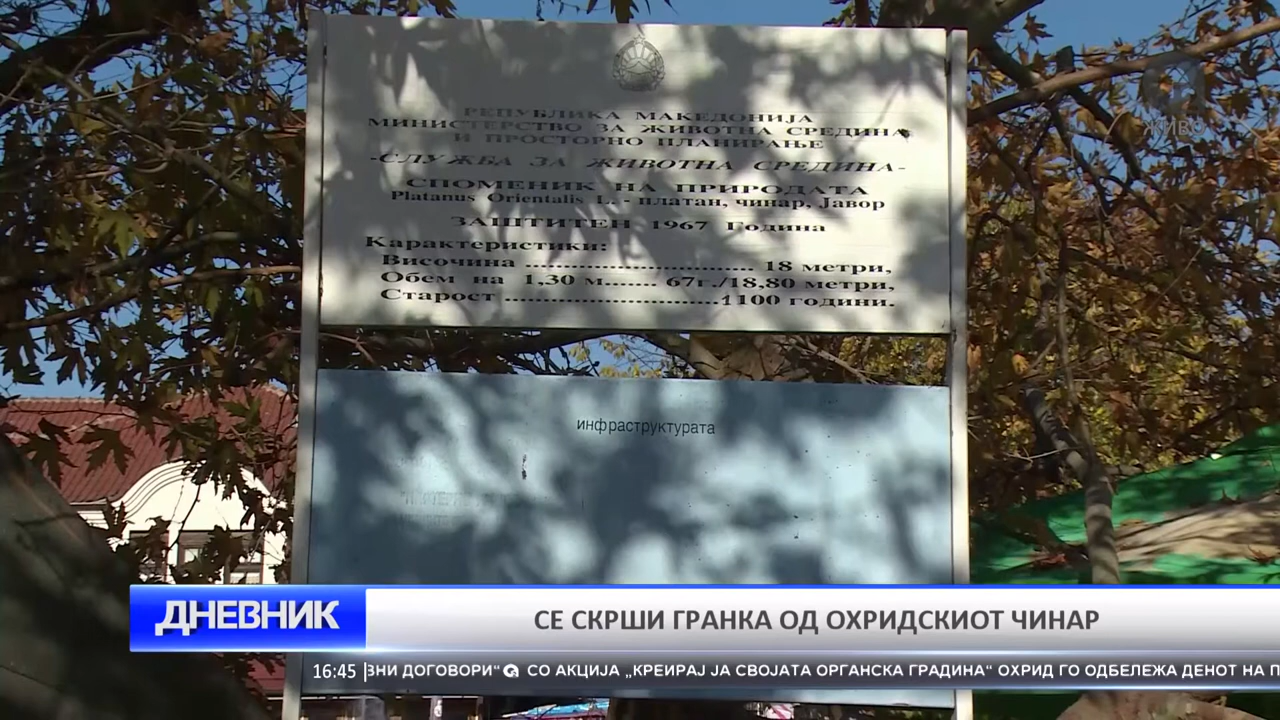 РЕПУБЛИКА МАКЕДОНИЈА
МИНИСТЕРСТВО ЗА ЖИВОТНА СРЕДИНА
И ПРОСТОРНО ПЛАНИРАЊЕ
-СЛУЖБА ЗА ЖИВОТНА СРЕДИНА-
СПОМЕНИК НА ПРИРОДАТА
Platanus Orientalis L. - платан, чинар, Јавор
ЗАШТИТЕН 1967 Година
Карактеристики:
Височина ............................. 18 метри,
Обем на 1,30 м....... 67г./18,80 метри,
Старост ...........................1100 години.
ЖИВО
инфраструктурата
ДНЕВНИК
СЕ СКРШИ ГРАНКА ОД ОХРИДСКИОТ ЧИНАР
16:45 ЗНИ ДОГОВОРИ“ СО АКЦИЈА „КРЕИРАЈ ЈА СВОЈАТА ОРГАНСКА ГРАДИНА“ ОХРИД ГО ОДБЕЛЕЖА ДЕНОТ НА П